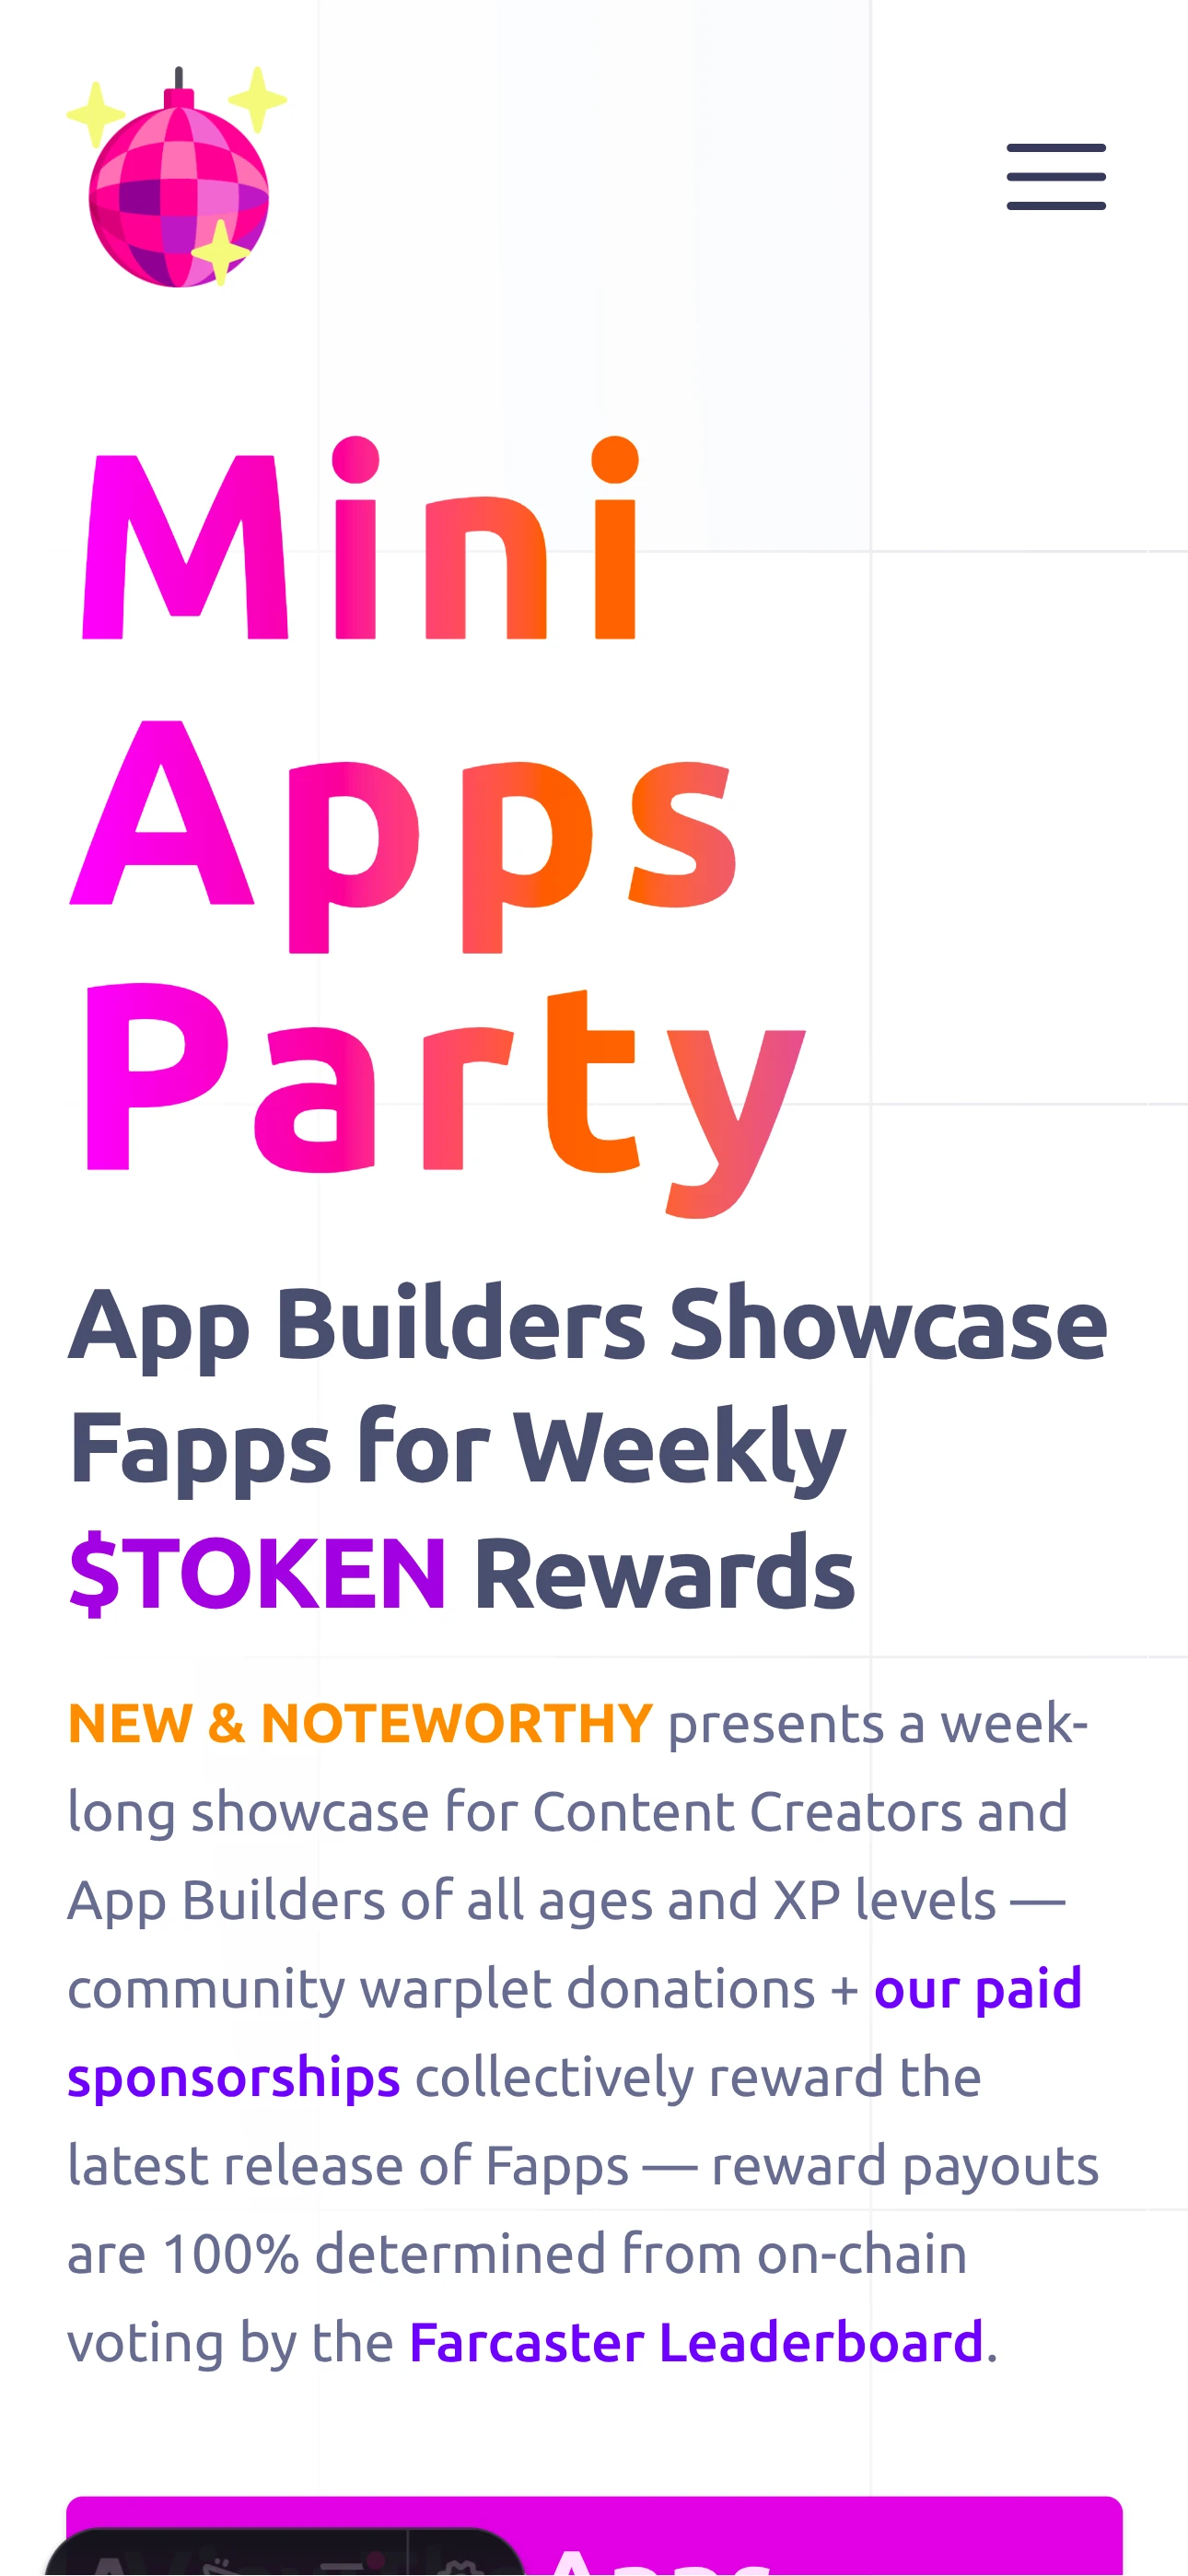 Mini
Apps
Party
App Builders Showcase
Fapps for Weekly
$TOKEN Rewards
NEW & NOTEWORTHY presents a week-
long showcase for Content Creators and
App Builders of all ages and XP levels —
community warplet donations + our paid
sponsorships collectively reward the
latest release of Fapps — reward payouts
are 100% determined from on-chain
voting by the Farcaster Leaderboard.